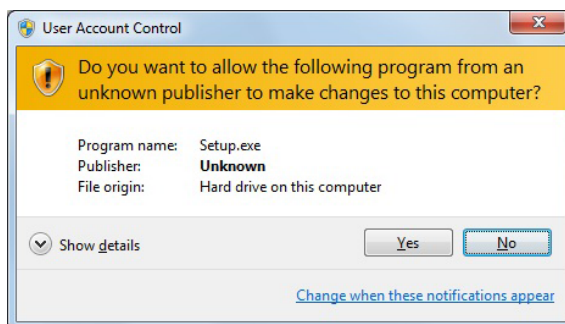 User Account Control
Do you want to allow the following program from an
unknown publisher to make changes to this computer?
Program name: Setup.exe
Publisher: Unknown
File origin: Hard drive on this computer
Show details Yes No
Change when these notifications appear